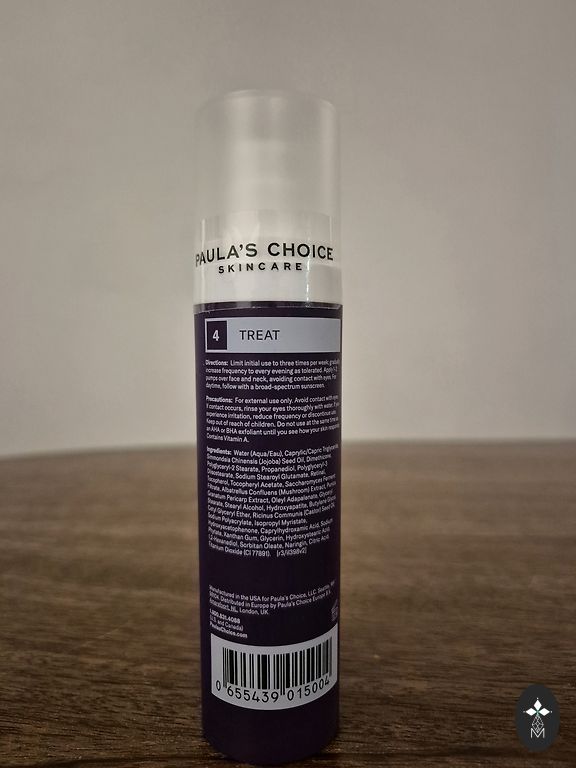 PAULA'S CHOICE
SKINCARE
4 TREAT
Directions: Limit initial use to three times per week; gradually
increase frequency to every evening as tolerated. Apply 1-2
pumps over face and neck, avoiding contact with eyes. For
daytime, follow with a broad-spectrum sunscreen.
Precautions: For external use only. Avoid contact with eyes.
If contact occurs, rinse your eyes thoroughly with water. If you
experience irritation, reduce frequency or discontinue use.
Keep out of reach of children. Do not use at the same time as
an AHA or BHA exfoliant until you see how your skin responds.
Contains Vitamin A.
Ingredients: Water (Aqua/Eau), Caprylic/Capric Triglyceride,
Simmondsia Chinensis (Jojoba) Seed Oil, Dimethicone,
Polyglyceryl-2 Stearate, Propanediol, Polyglyceryl-3
Distearate, Sodium Stearoyl Glutamate, Retinal,
Tocopherol, Tocopheryl Acetate, Saccharomyces Ferment
Filtrate, Albatrellus Confluens (Mushroom) Extract, Punica
Granatum Pericarp Extract, Oleyl Adapalenate, Glyceryl
Stearate, Stearyl Alcohol, Hydroxyapatite, Butylene Glycol,
Cetyl Glyceryl Ether, Ricinus Communis (Castor) Seed Oil,
Sodium Polyacrylate, Isopropyl Myristate,
Hydroxyacetophenone, Caprylhydroxamic Acid, Sodium
Phytate, Xanthan Gum, Glycerin, Hydroxystearic Acid,
1,2-Hexanediol, Sorbitan Oleate, Naringin, Citric Acid,
Titanium Dioxide (CI 77891). (r3/il398v2)
Manufactured in the USA for Paula's Choice, LLC. Seattle, WA
Distributed in Europe by Paula's Choice Europe B.V.
Amersfoort, NL, London, UK
1.800.831.4088
(U.S. and Canada)
PaulasChoice.com
0 655439 015004
M